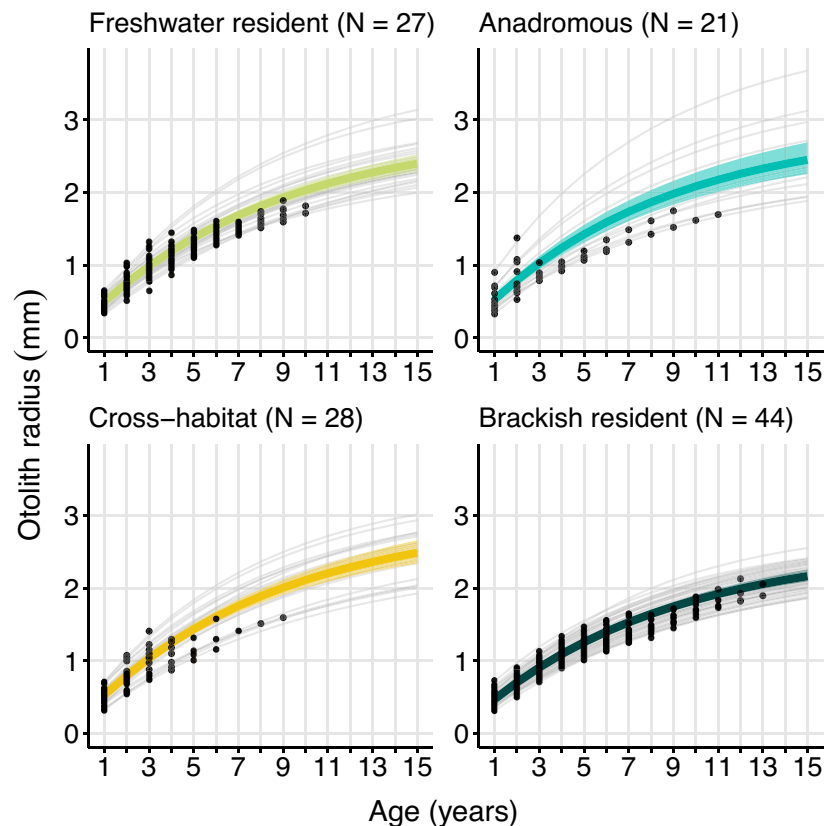 Freshwater resident (N = 27)
Anadromous (N = 21)
3
2
1
0
1 3 5 7 9 11 13 15
3
2
1
0
1 3 5 7 9 11 13 15
Otolith radius (mm)
Cross−habitat (N = 28)
Brackish resident (N = 44)
3
2
1
0
1 3 5 7 9 11 13 15
3
2
1
0
1 3 5 7 9 11 13 15
Age (years)